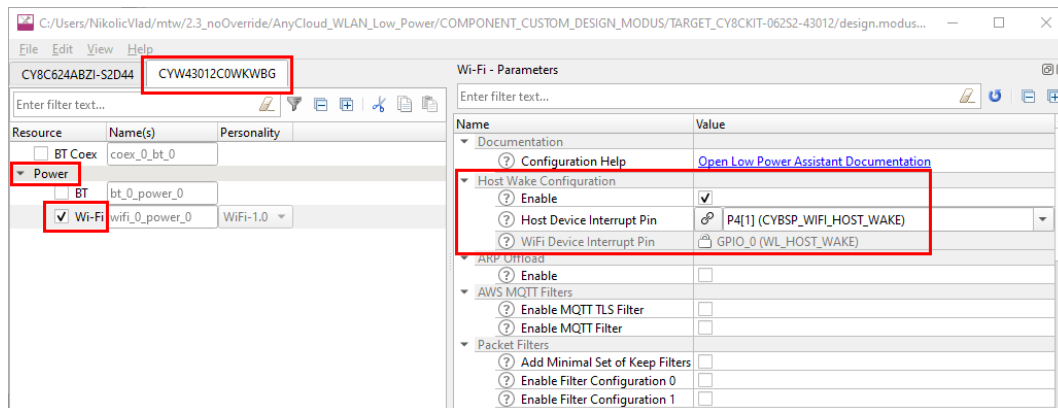 C:/Users/NikolicVlad/mtw/2.3_noOverride/AnyCloud_WLAN_Low_Power/COMPONENT_CUSTOM_DESIGN_MODUS/TARGET_CY8CKIT-062S2-43012/design.modus...
File Edit View Help
CY8C624ABZI-S2D44 CYW43012C0WKWBG
Enter filter text...
Resource Name(s) Personality
BT Coex coex_0_bt_0
Power
BT bt_0_power_0
Wi-Fi wifi_0_power_0 WiFi-1.0
Wi-Fi - Parameters
Enter filter text...
Name Value
Documentation
? Configuration Help Open Low Power Assistant Documentation
Host Wake Configuration
? Enable
? Host Device Interrupt Pin P4[1] (CYBSP_WIFI_HOST_WAKE)
? WiFi Device Interrupt Pin GPIO_0 (WL_HOST_WAKE)
ARP Offload
? Enable
AWS MQTT Filters
? Enable MQTT TLS Filter
? Enable MQTT Filter
Packet Filters
? Add Minimal Set of Keep Filters
? Enable Filter Configuration 0
? Enable Filter Configuration 1